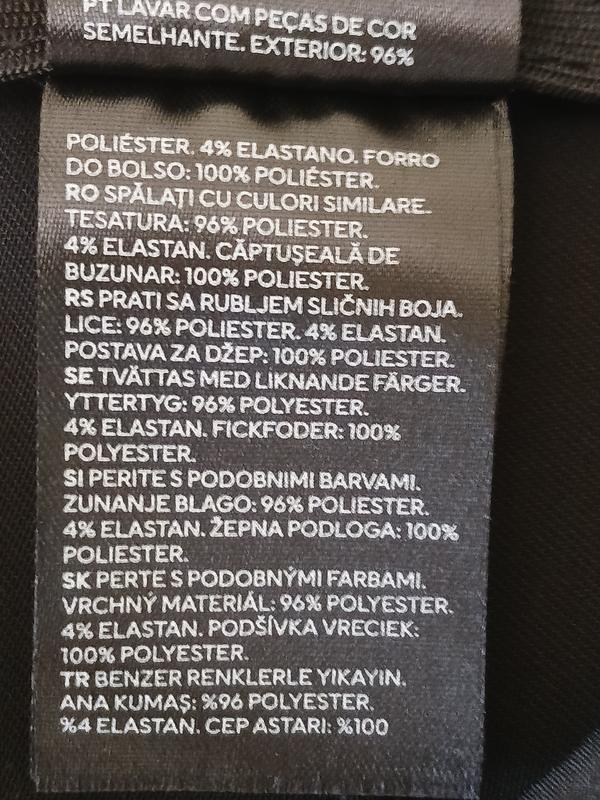 PT LAVAR COM PEÇAS DE COR
SEMELHANTE. EXTERIOR: 96%
POLIÉSTER. 4% ELASTANO. FORRO
DO BOLSO: 100% POLIÉSTER.
RO SPĂLAȚI CU CULORI SIMILARE.
TESATURA: 96% POLIESTER.
4% ELASTAN. CĂPTUȘEALĂ DE
BUZUNAR: 100% POLIESTER.
RS PRATI SA RUBLJEM SLIČNIH BOJA.
LICE: 96% POLIESTER. 4% ELASTAN.
POSTAVA ZA DŽEP: 100% POLIESTER.
SE TVÄTTAS MED LIKNANDE FÄRGER.
YTTERTYG: 96% POLYESTER.
4% ELASTAN. FICKFODER: 100%
POLYESTER.
SI PERITE S PODOBNIMI BARVAMI.
ZUNANJE BLAGO: 96% POLIESTER.
4% ELASTAN. ŽEPNA PODLOGA: 100%
POLIESTER.
SK PERTE S PODOBNÝMI FARBAMI.
VRCHNÝ MATERIÁL: 96% POLYESTER.
4% ELASTAN. PODŠÍVKA VRECIEK:
100% POLYESTER.
TR BENZER RENKLERLE YIKAYIN.
ANA KUMAŞ: %96 POLYESTER.
%4 ELASTAN. CEP ASTARI: %100